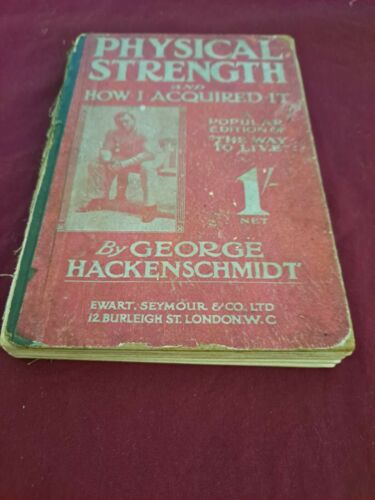 PHYSICAL
STRENGTH
AND
HOW I ACQUIRED IT
POPULAR
EDITION OF
"THE WAY
TO LIVE"
1/-
NET
By GEORGE
HACKENSCHMIDT
EWART, SEYMOUR & CO. LTD
12. BURLEIGH ST. LONDON. W. C